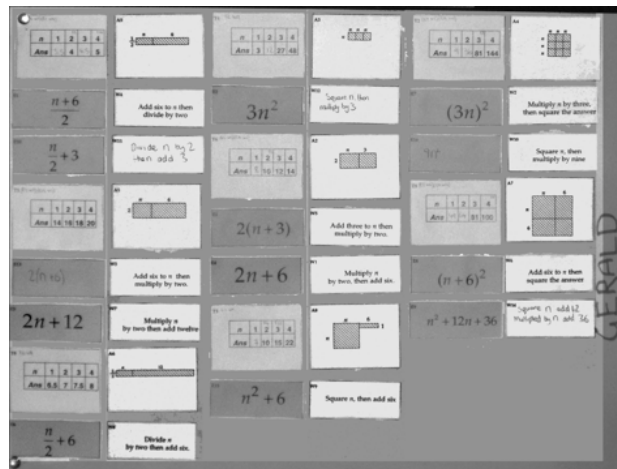 n 1 2 3 4
Ans 4 5
n+6
2
Add six to n then
divide by two
n/2 + 3
Divide n by 2
then add 3
n 1 2 3 4
Ans 14 16 18 20
2(n+6)
Add six to n then
multiply by two.
2n + 12
Multiply n
by two then add twelve
n 1 2 3 4
Ans 6.5 7 7.5 8
n/2 + 6
Divide n
by two then add six.
n 1 2 3 4
Ans 3 27 48
3n²
Square n, then
multiply by 3
n 1 2 3 4
Ans 10 12 14
2(n + 3)
Add three to n then
multiply by two.
2n + 6
Multiply n
by two, then add six.
n 1 2 3 4
Ans 10 15 22
n² + 6
Square n, then add six
n 1 2 3 4
Ans 81 144
(3n)²
Multiply n by three,
then square the answer
9n²
Square n, then
multiply by nine
n 1 2 3 4
Ans 81 100
(n + 6)²
Add six to n then
square the answer
n² + 12n + 36
Square n add 12
multiplied by n add 36
GERALD